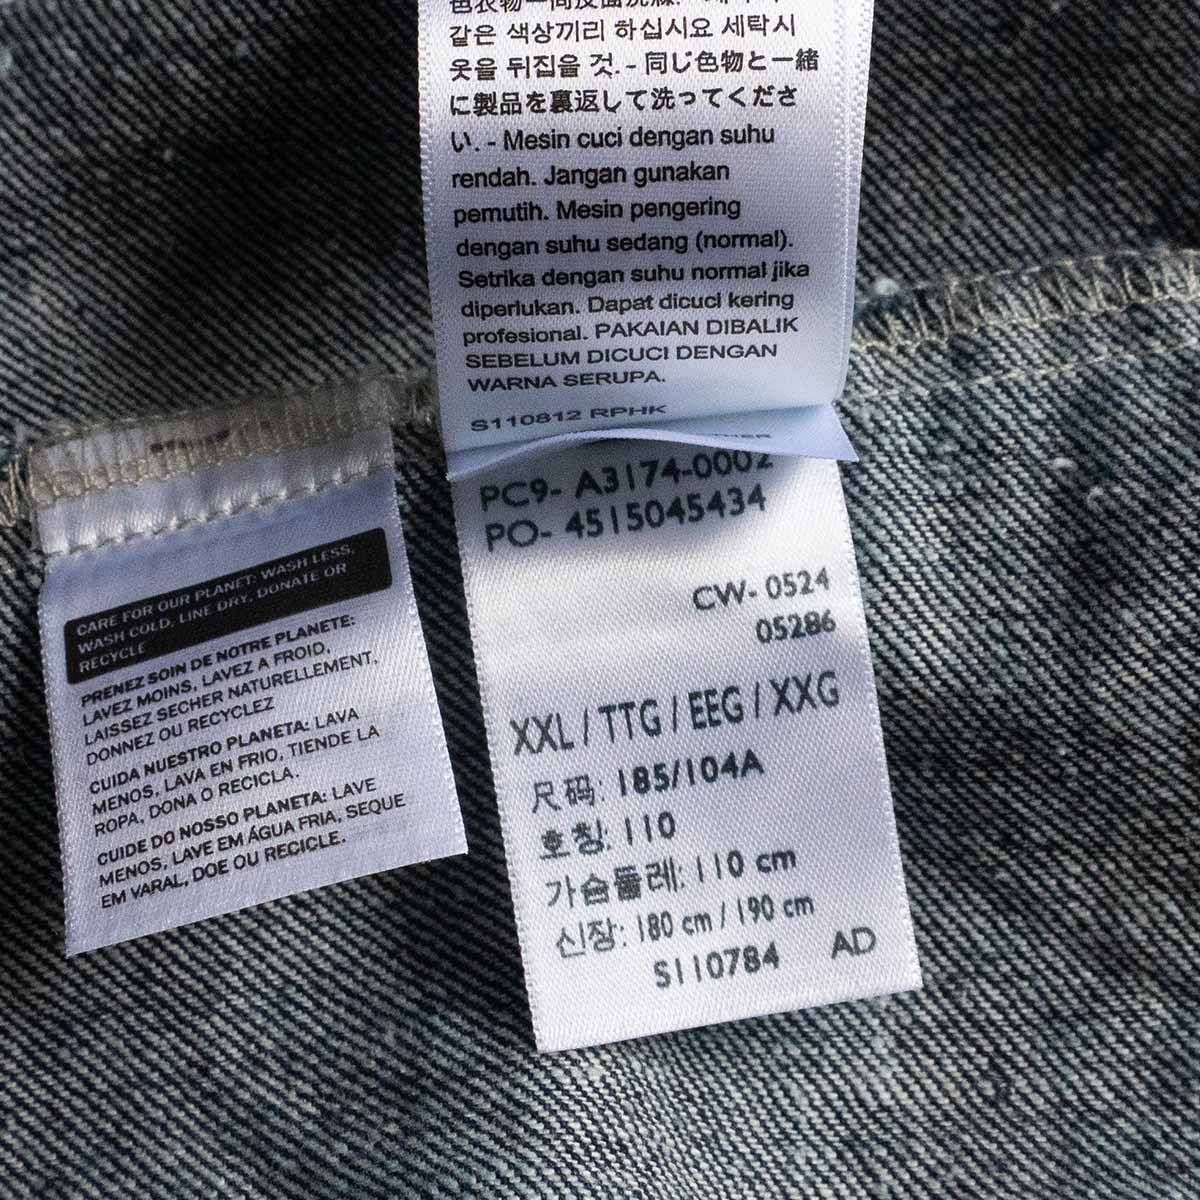 같은 색상끼리 하십시요 세탁시
옷을 뒤집을 것. - 同じ色物と一緒
に製品を裏返して洗ってくださ
い. - Mesin cuci dengan suhu
rendah. Jangan gunakan
pemutih. Mesin pengering
dengan suhu sedang (normal).
Setrika dengan suhu normal jika
diperlukan. Dapat dicuci kering
profesional. PAKAIAN DIBALIK
SEBELUM DICUCI DENGAN
WARNA SERUPA.
S110812 RPHK
PC9- A3174-0002
PO- 4515045434
CW- 0524
05286
XXL / TTG / EEG / XXG
尺码: 185/104A
호칭: 110
가슴둘레: 110 cm
신장: 180 cm / 190 cm
S110784 AD
CARE FOR OUR PLANET: WASH LESS,
WASH COLD, LINE DRY, DONATE OR
RECYCLE
PRENEZ SOIN DE NOTRE PLANETE:
LAVEZ MOINS, LAVEZ A FROID,
LAISSEZ SECHER NATURELLEMENT,
DONNEZ OU RECYCLEZ
CUIDA NUESTRO PLANETA: LAVA
MENOS, LAVA EN FRIO, TIENDE LA
ROPA, DONA O RECICLA.
CUIDE DO NOSSO PLANETA: LAVE
MENOS, LAVE EM ÁGUA FRIA, SEQUE
EM VARAL, DOE OU RECICLE.